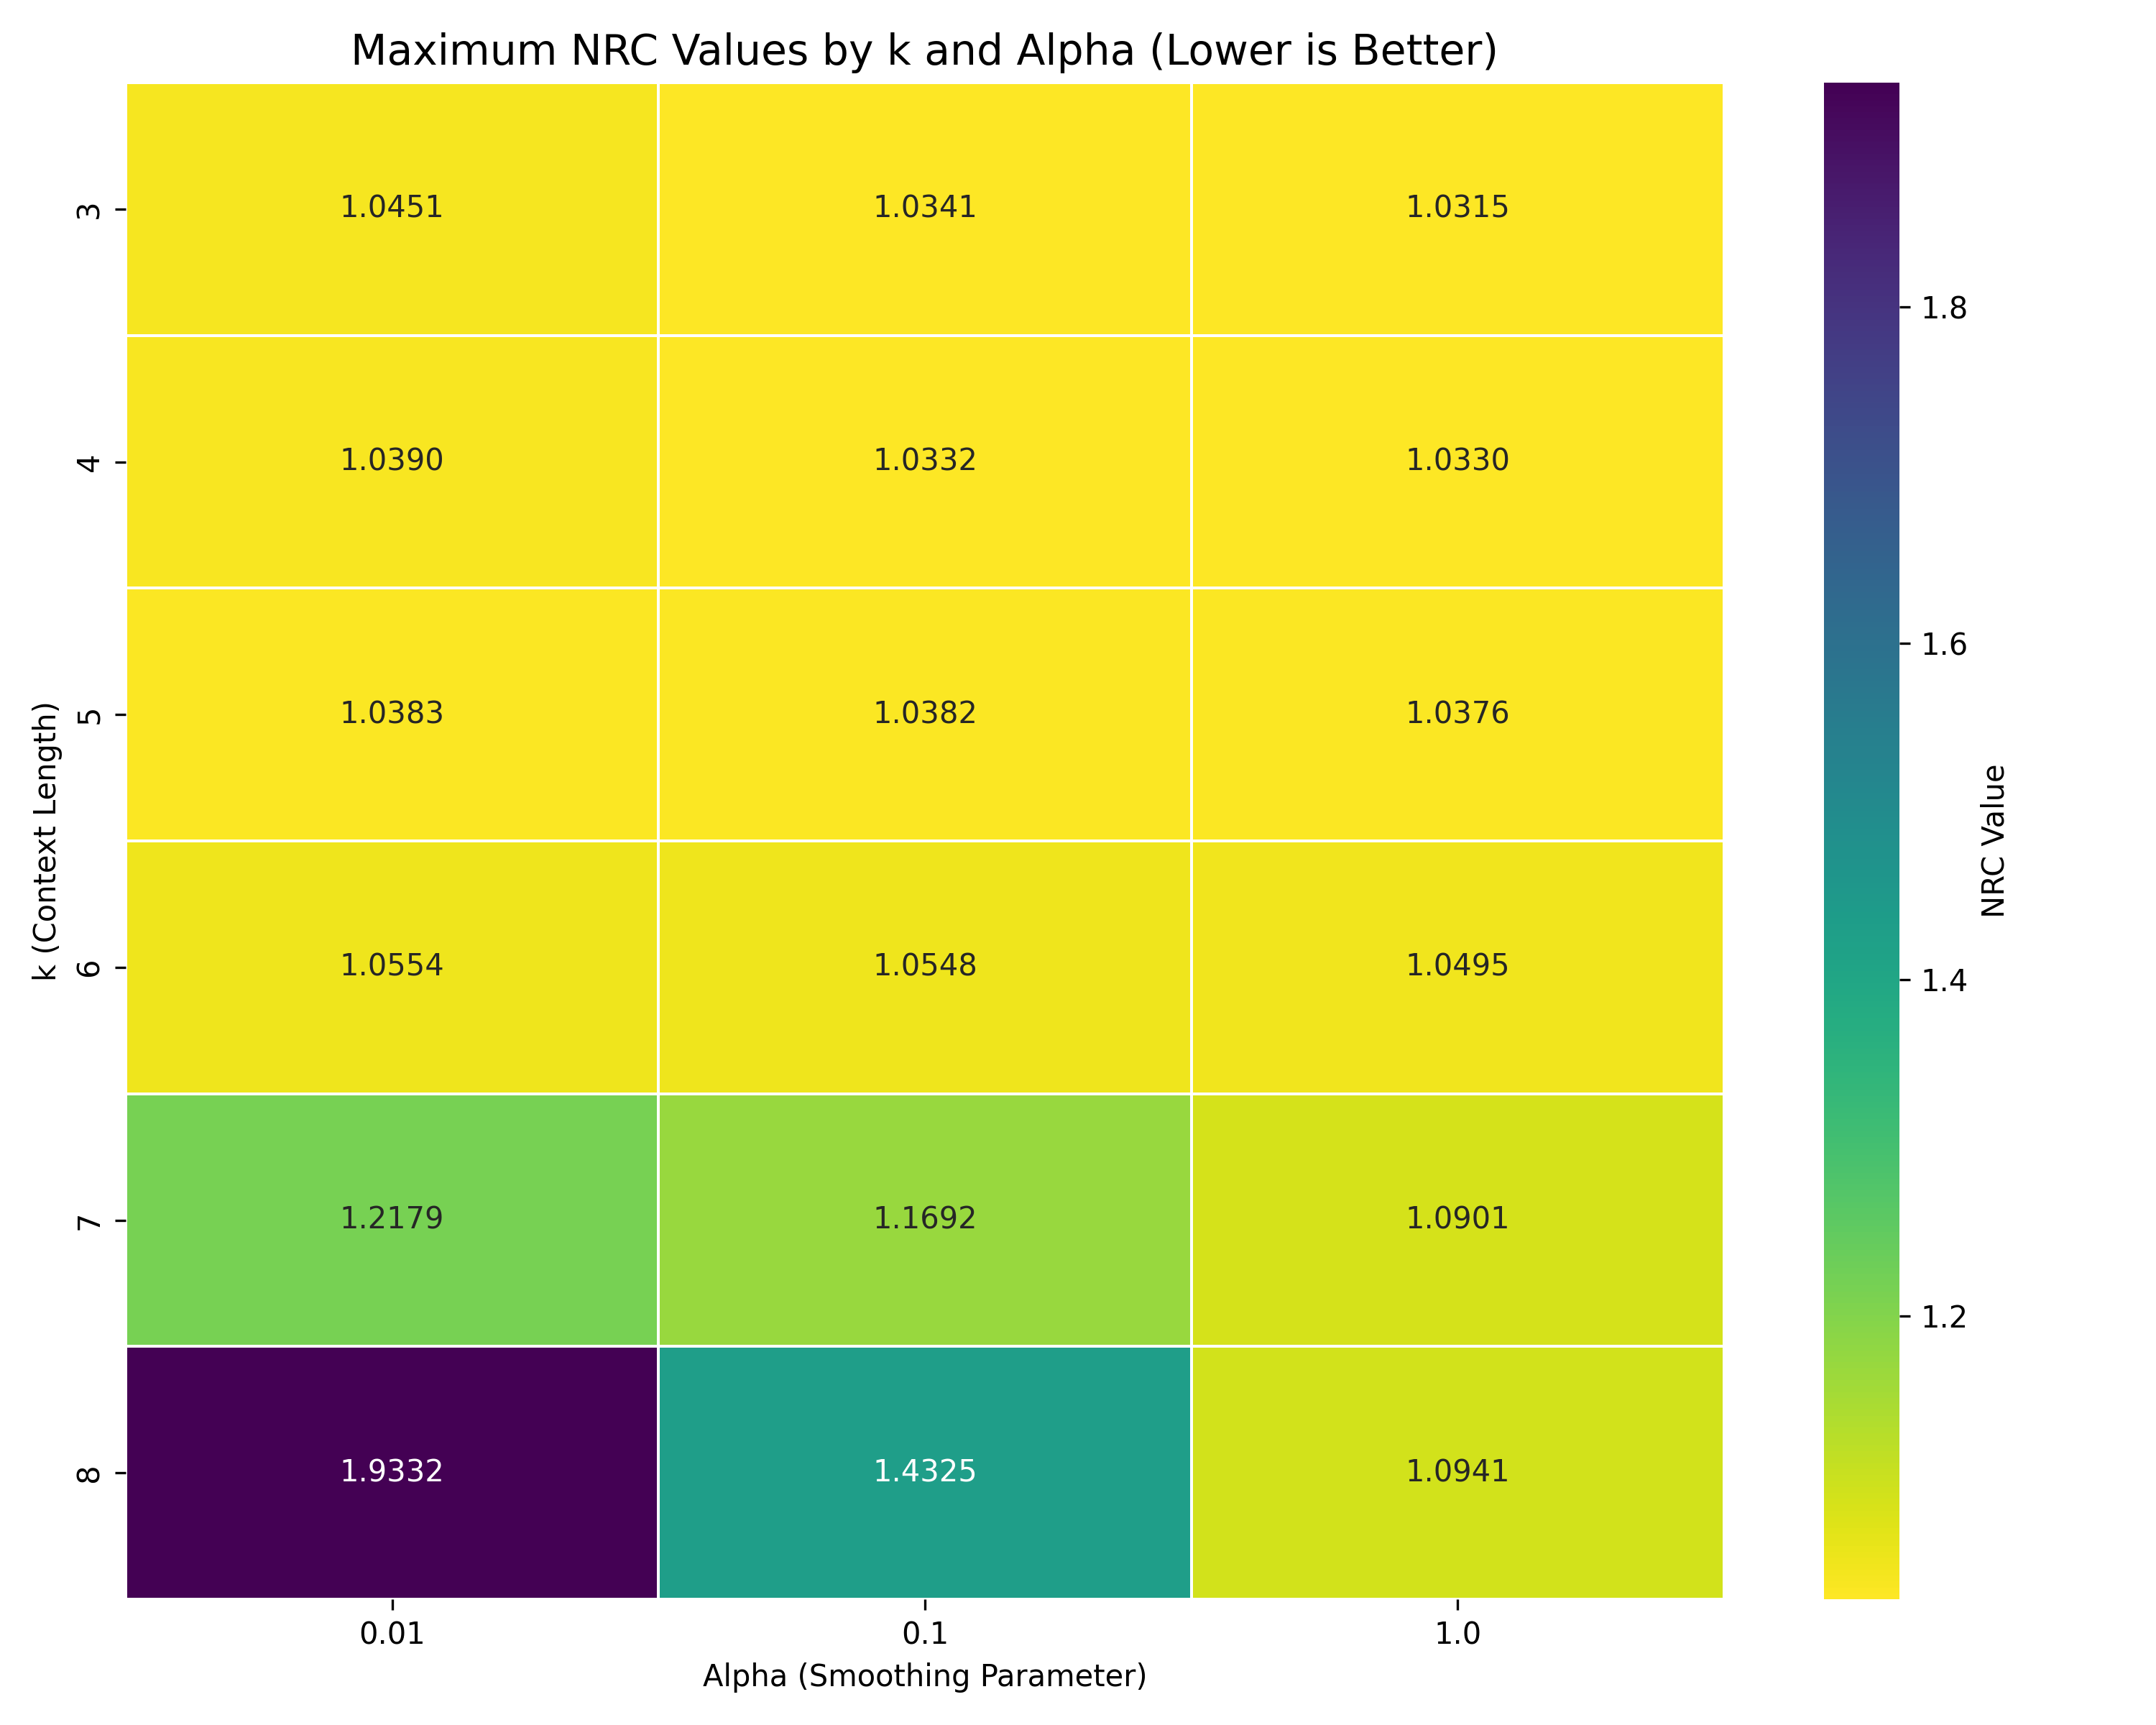 Maximum NRC Values by k and Alpha (Lower is Better)
k (Context Length)
3 1.0451 1.0341 1.0315
4 1.0390 1.0332 1.0330
5 1.0383 1.0382 1.0376
6 1.0554 1.0548 1.0495
7 1.2179 1.1692 1.0901
8 1.9332 1.4325 1.0941
0.01 0.1 1.0
Alpha (Smoothing Parameter)
1.8
1.6
1.4
1.2
NRC Value